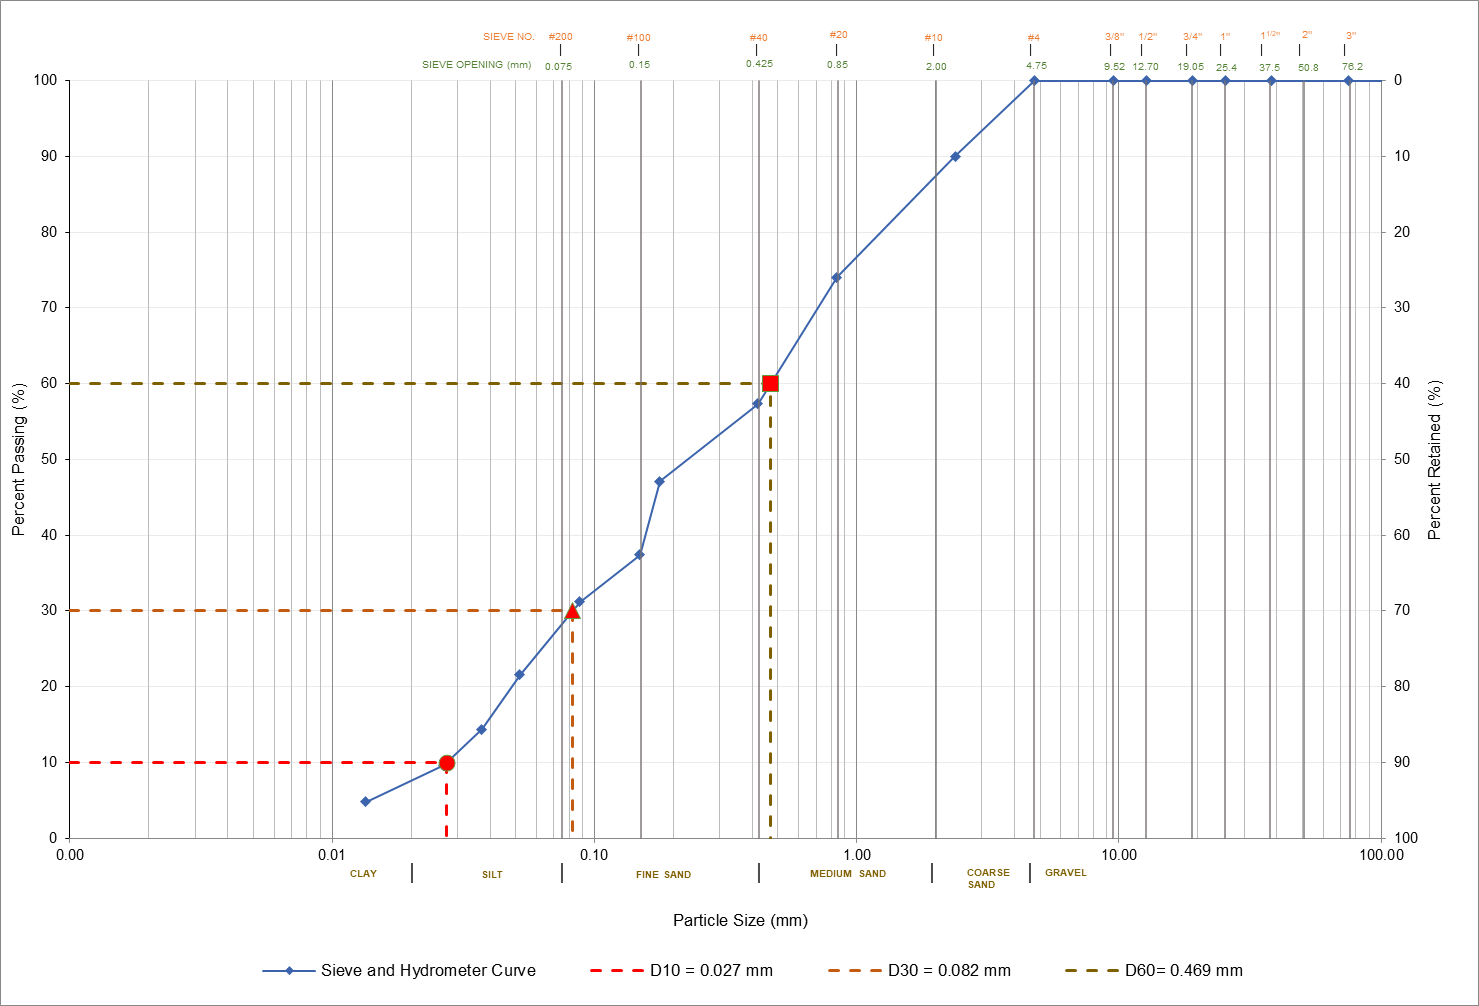 SIEVE NO. #200 #100 #40 #20 #10 #4 3/8" 1/2" 3/4" 1" 1 1/2" 2" 3"
SIEVE OPENING (mm) 0.075 0.15 0.425 0.85 2.00 4.75 9.52 12.70 19.05 25.4 37.5 50.8 76.2
100 0
90 10
80 20
70 30
60 40
50 50
40 60
30 70
20 80
10 90
0 100
Percent Passing (%)
Percent Retained (%)
0.00 0.01 0.10 1.00 10.00 100.00
CLAY SILT FINE SAND MEDIUM SAND COARSE GRAVEL
SAND
Particle Size (mm)
Sieve and Hydrometer Curve D10 = 0.027 mm D30 = 0.082 mm D60= 0.469 mm